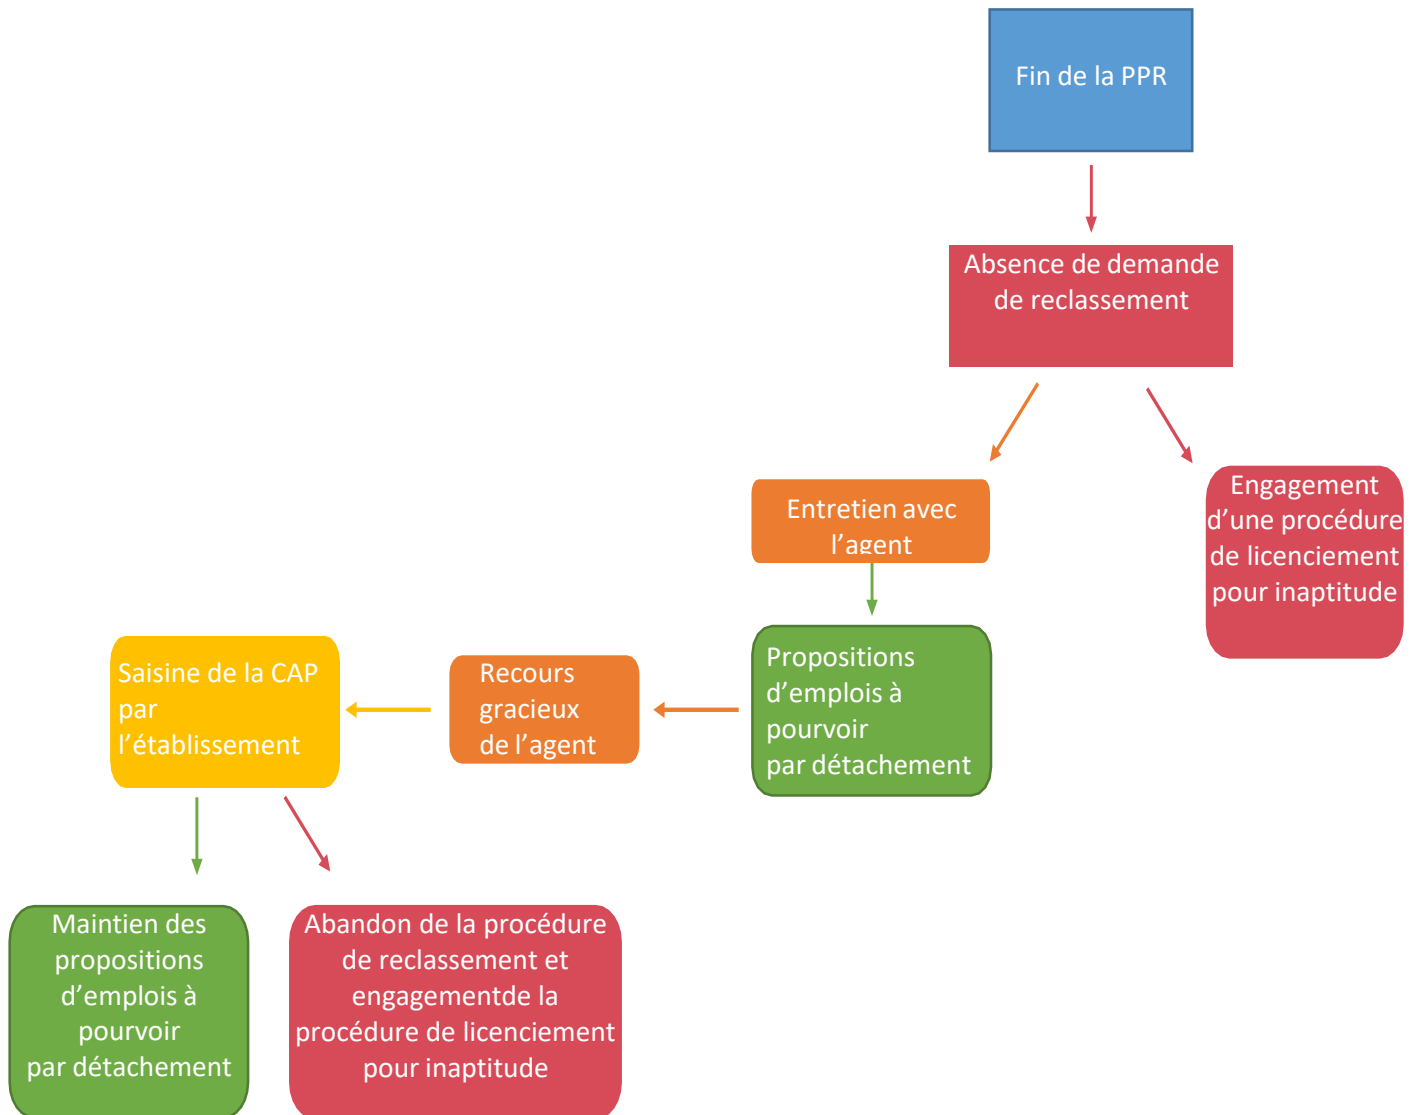 Fin de la PPR
Absence de demande
de reclassement
Entretien avec
l’agent
Engagement
d’une procédure
de licenciement
pour inaptitude
Propositions
d’emplois à
pourvoir
par détachement
Recours
gracieux
de l’agent
Saisine de la CAP
par
l’établissement
Maintien des
propositions
d’emplois à
pourvoir
par détachement
Abandon de la procédure
de reclassement et
engagementde la
procédure de licenciement
pour inaptitude